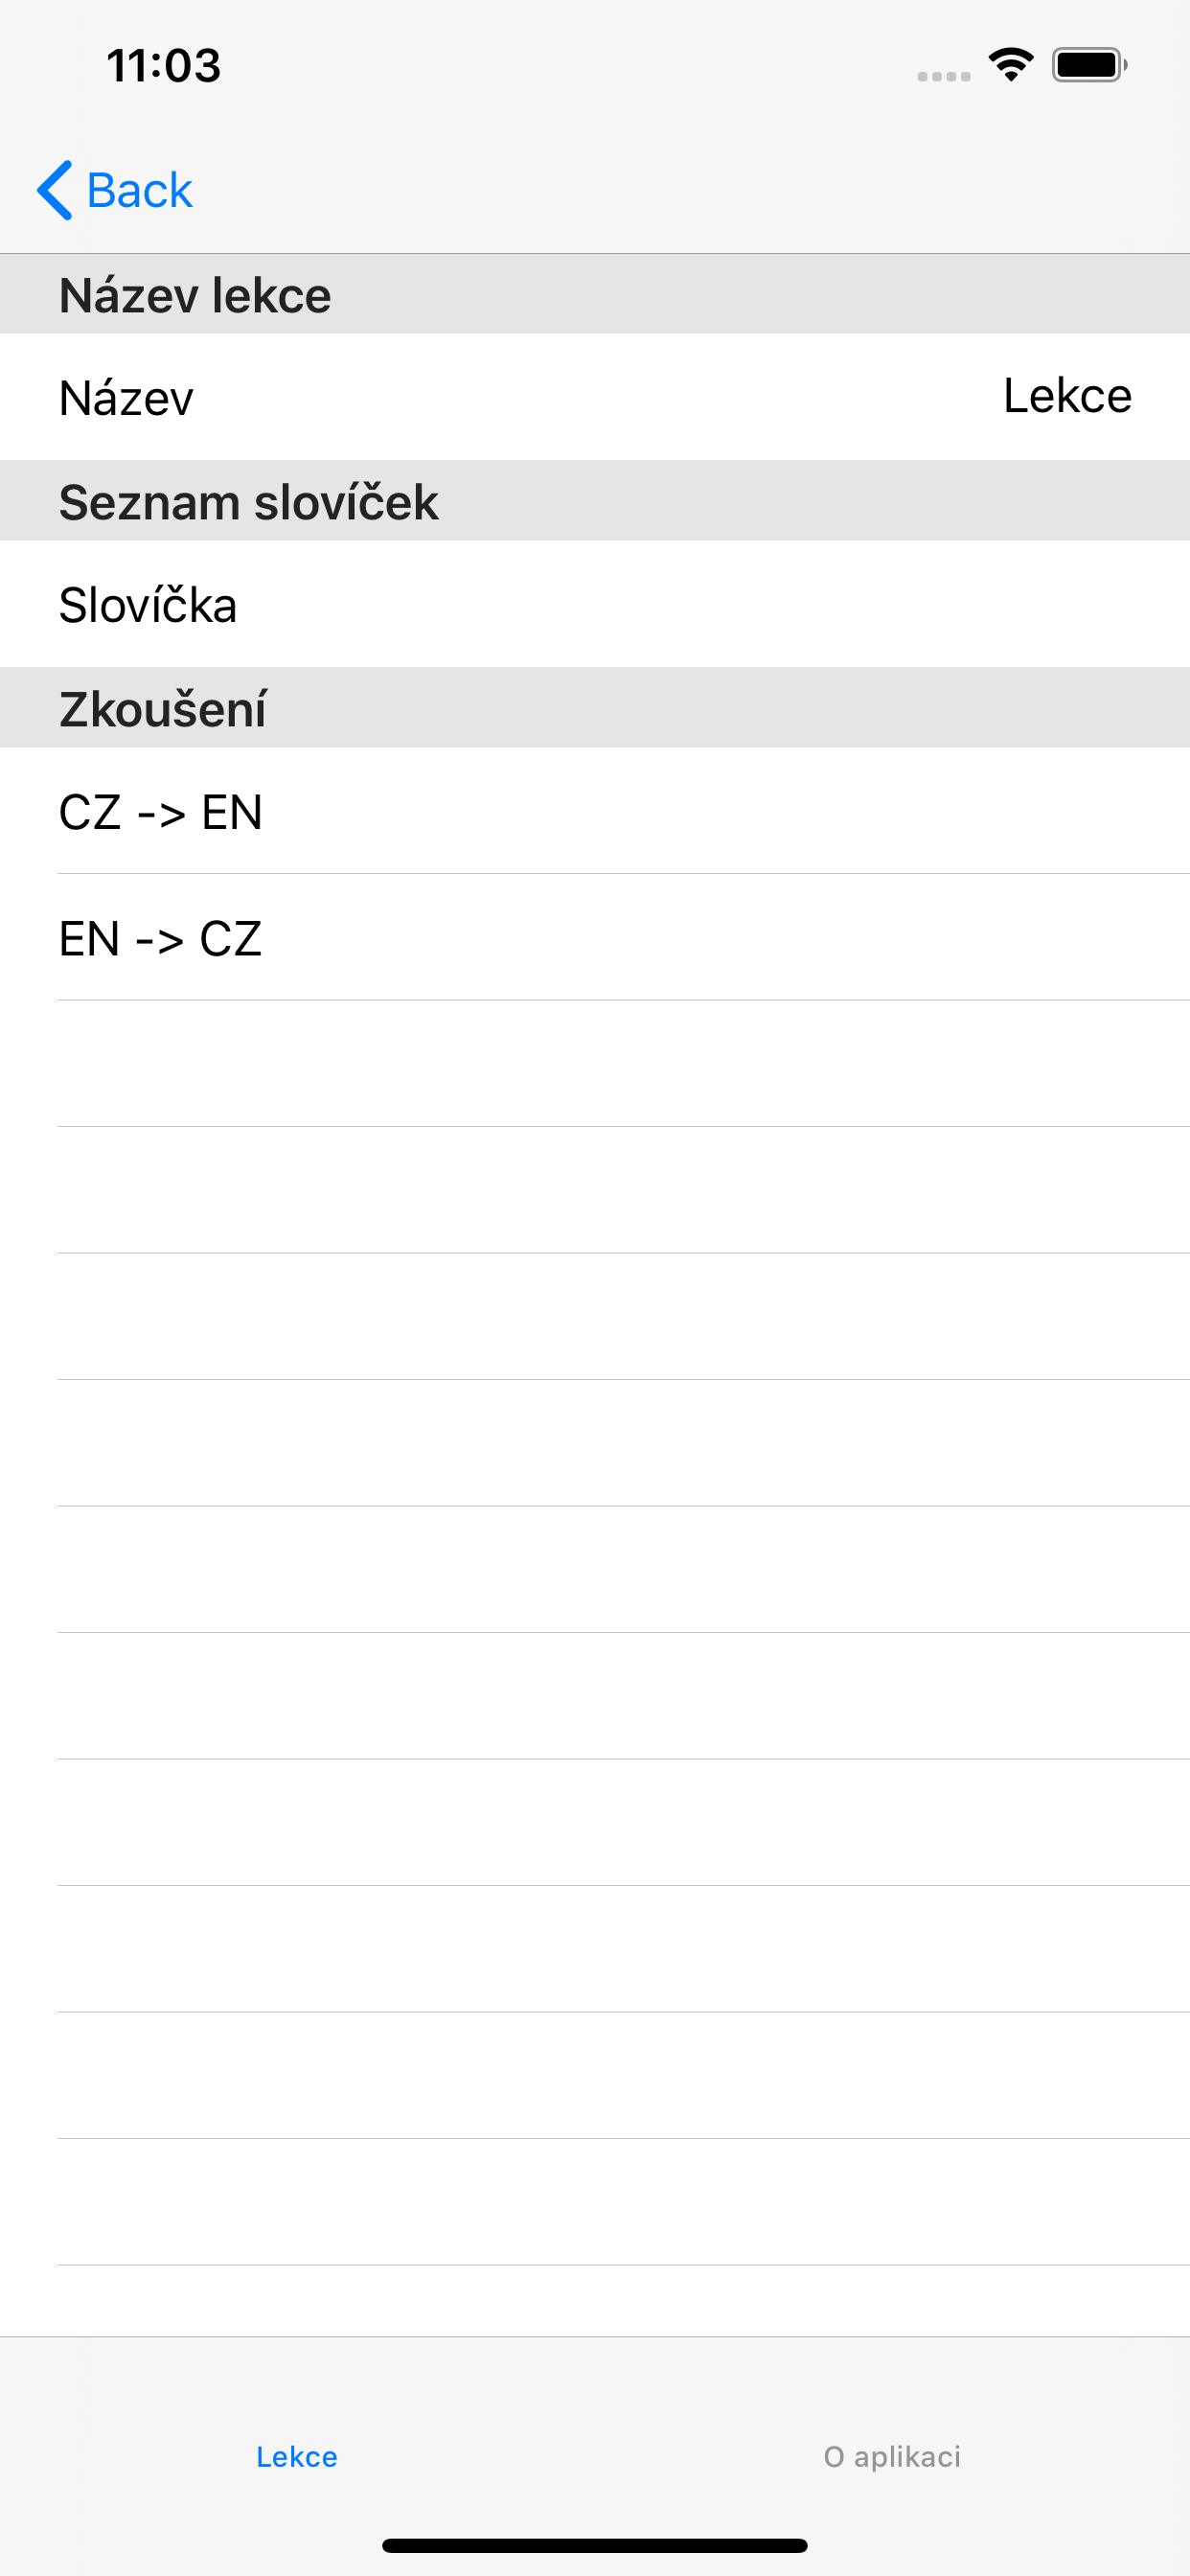 11:03
Back
Název lekce
Název Lekce
Seznam slovíček
Slovíčka
Zkoušení
CZ -> EN
EN -> CZ
Lekce O aplikaci